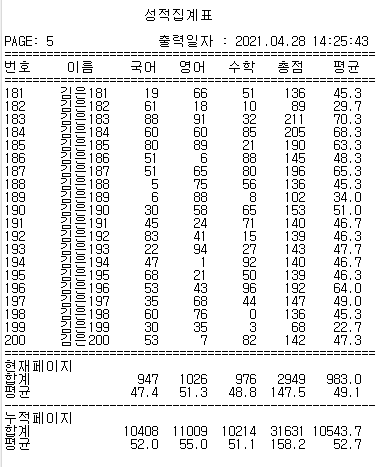 성적집계표
PAGE: 5 출력일자 : 2021.04.28 14:25:43
================================================
번호 이름 국어 영어 수학 총점 평균
================================================
181 김은181 19 66 51 136 45.3
182 김은182 61 18 10 89 29.7
183 김은183 88 91 32 211 70.3
184 김은184 60 60 85 205 68.3
185 김은185 80 89 21 190 63.3
186 김은186 51 6 88 145 48.3
187 김은187 51 65 80 196 65.3
188 김은188 5 75 56 136 45.3
189 김은189 6 88 8 102 34.0
190 김은190 30 58 65 153 51.0
191 김은191 45 24 71 140 46.7
192 김은192 83 41 15 139 46.3
193 김은193 22 94 27 143 47.7
194 김은194 47 1 92 140 46.7
195 김은195 68 21 50 139 46.3
196 김은196 53 43 96 192 64.0
197 김은197 35 68 44 147 49.0
198 김은198 60 76 0 136 45.3
199 김은199 30 35 3 68 22.7
200 김은200 53 7 82 142 47.3
================================================
현재페이지
합계 947 1026 976 2949 983.0
평균 47.4 51.3 48.8 147.5 49.1
------------------------------------------------
누적페이지
합계 10408 11009 10214 31631 10543.7
평균 52.0 55.0 51.1 158.2 52.7